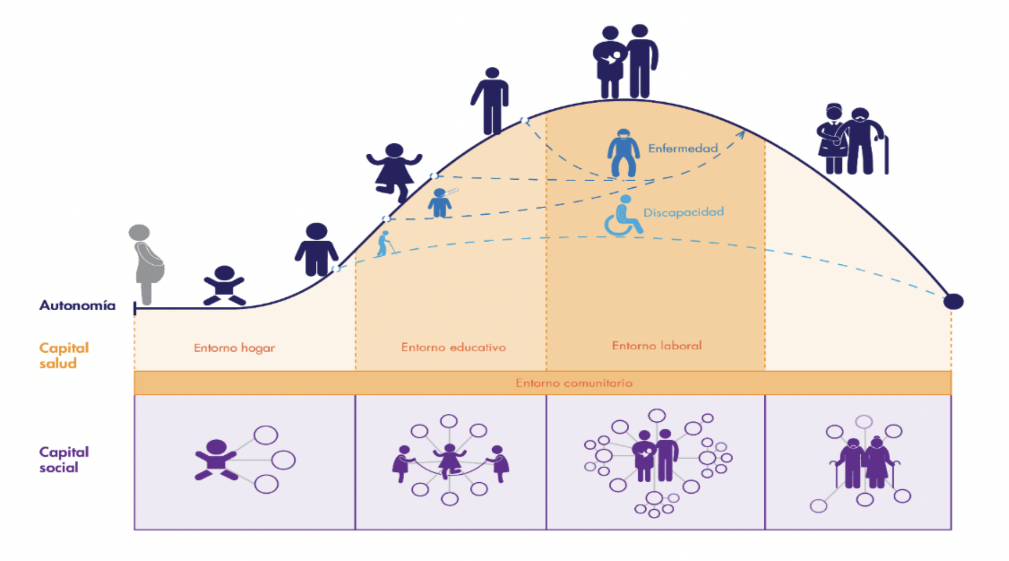 Enfermedad
Discapacidad
Autonomía
Capital
salud
Entorno hogar
Entorno educativo
Entorno laboral
Entorno comunitario
Capital
social